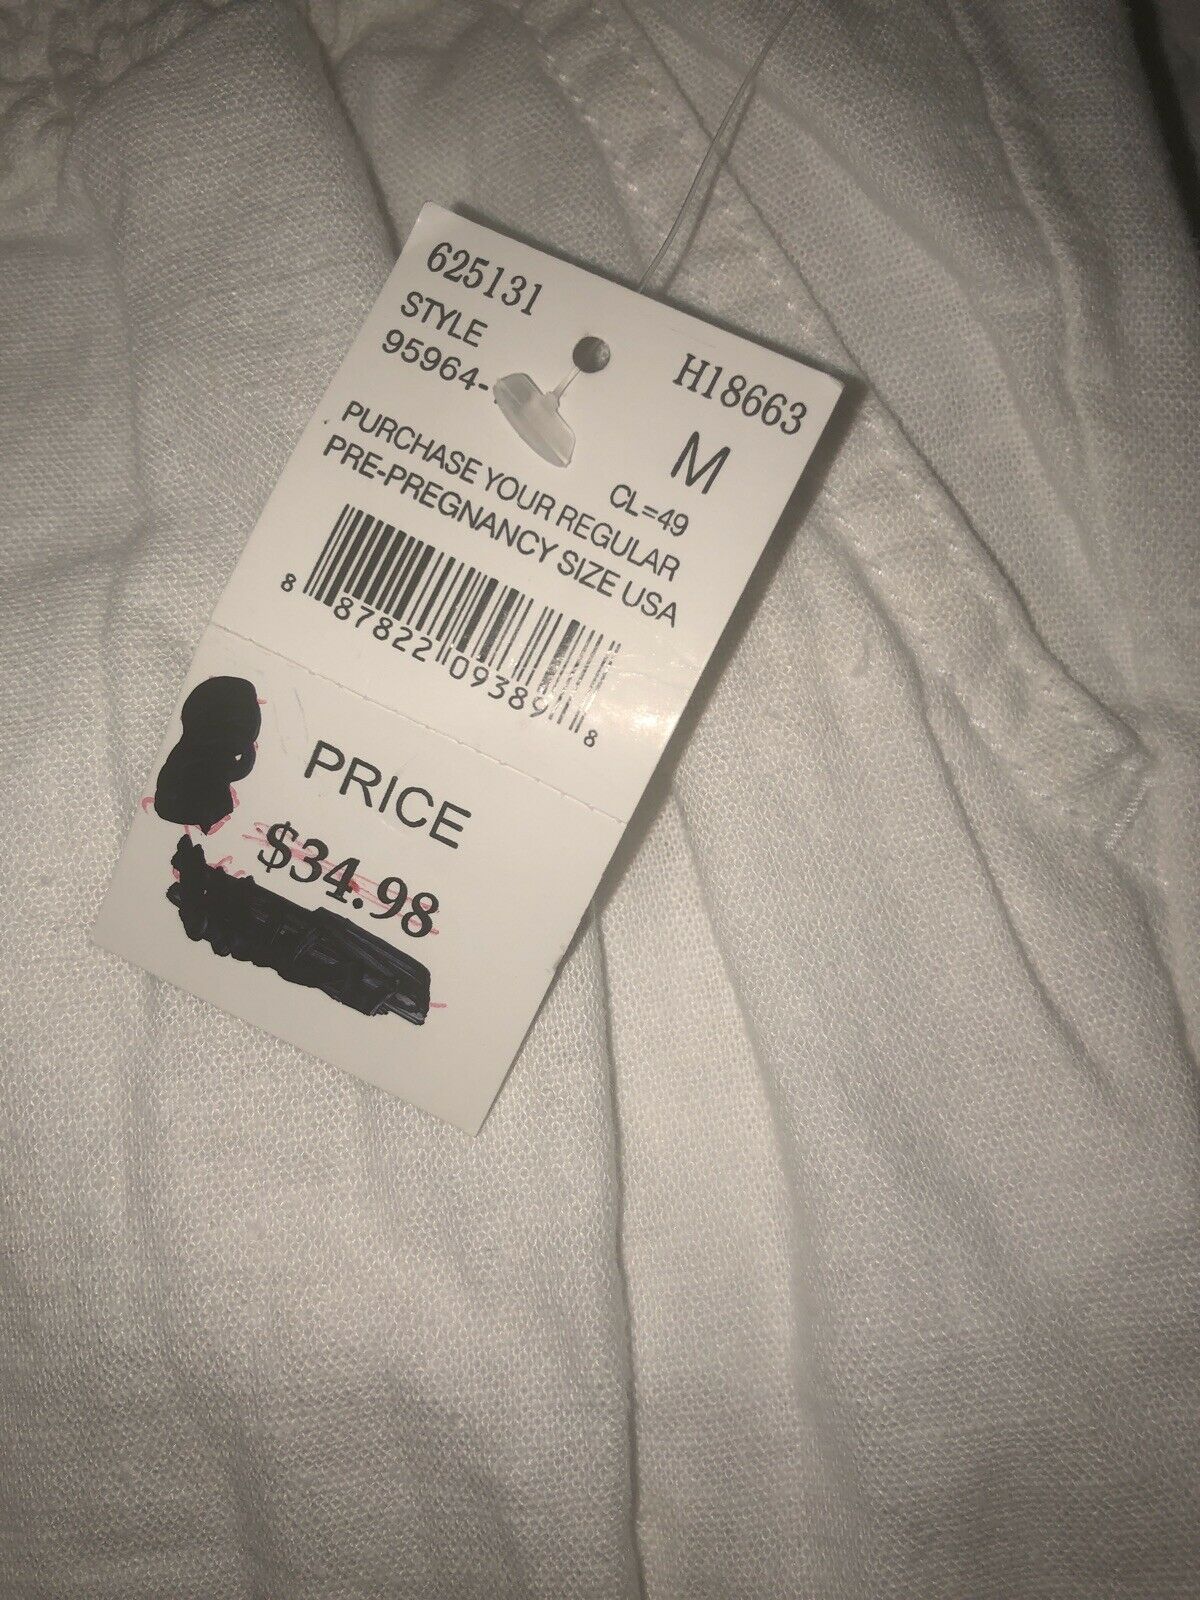 625131
H18663
STYLE
95964-
M
CL=49
PURCHASE YOUR REGULAR
PRE-PREGNANCY SIZE USA
8 87822 09389 8
PRICE
$34.98